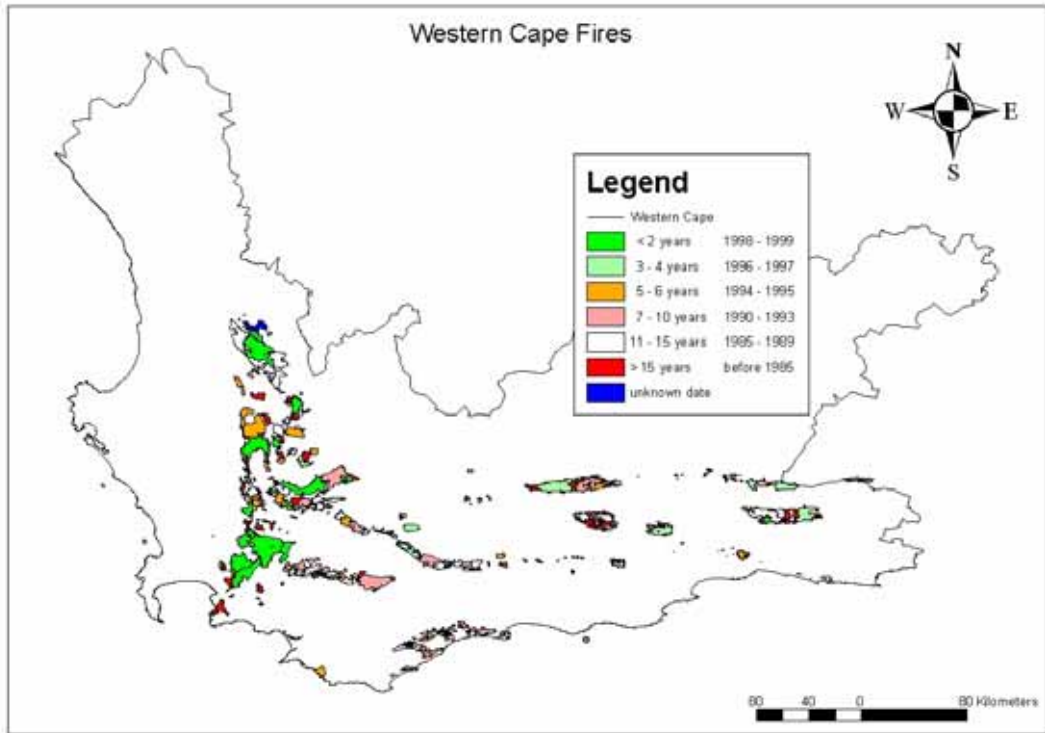 Western Cape Fires
N
W E
S
Legend
Western Cape
< 2 years 1998 - 1999
3 - 4 years 1996 - 1997
5 - 6 years 1994 - 1995
7 - 10 years 1990 - 1993
11 - 15 years 1985 - 1989
> 15 years before 1985
unknown date
80 40 0 80 Kilometers